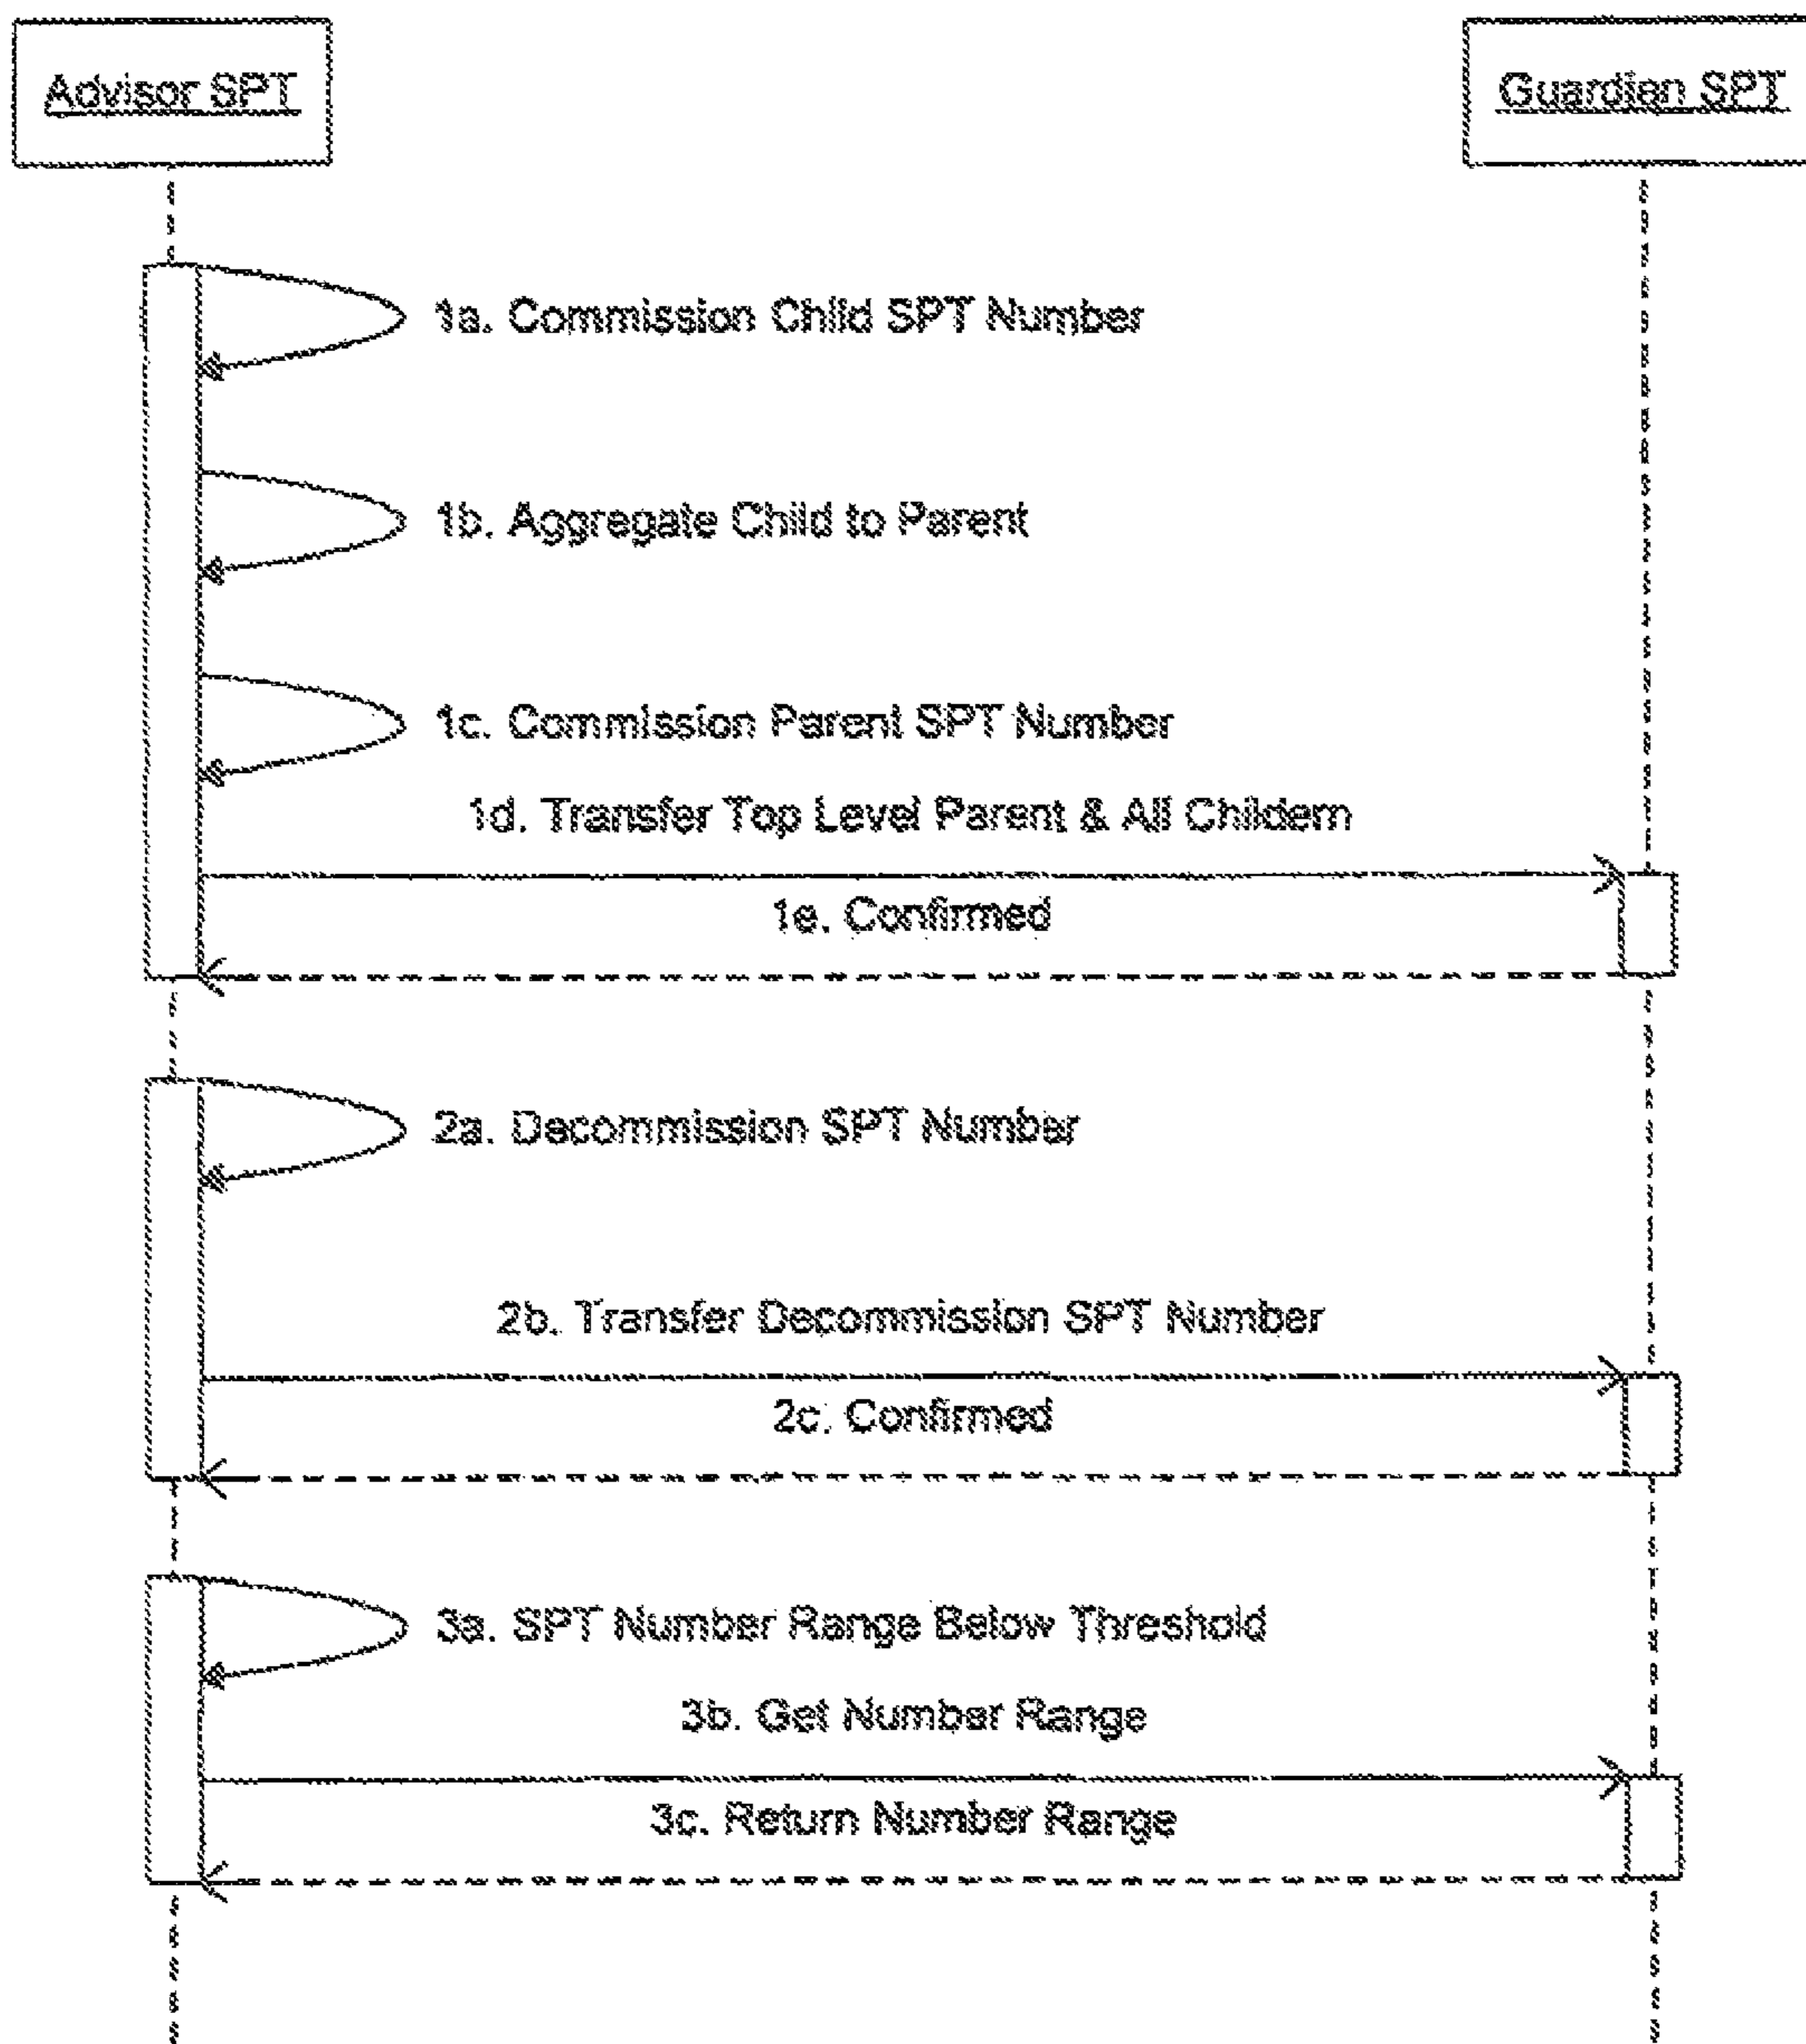 Advisor SPT
Guardian SPT
1a. Commission Child SPT Number
1b. Aggregate Child to Parent
1c. Commission Parent SPT Number
1d. Transfer Top Level Parent & All Childern
1e. Confirmed
2a. Decommission SPT Number
2b. Transfer Decommission SPT Number
2c. Confirmed
3a. SPT Number Range Below Threshold
3b. Get Number Range
3c. Return Number Range